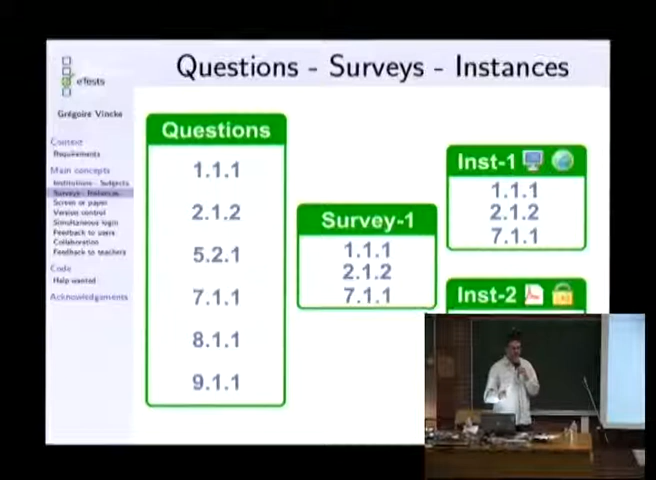 Questions - Surveys - Instances
eTests
Grégoire Vincke
Context
Requirements
Main concepts
Institutions - Subjects
Surveys - Instances
Screen or paper
Version control
Simultaneous login
Feedback to users
Collaboration
Feedback to teachers
Code
Help wanted
Acknowledgements
Questions
1.1.1
2.1.2
5.2.1
7.1.1
8.1.1
9.1.1
Survey-1
1.1.1
2.1.2
7.1.1
Inst-1
1.1.1
2.1.2
7.1.1
Inst-2